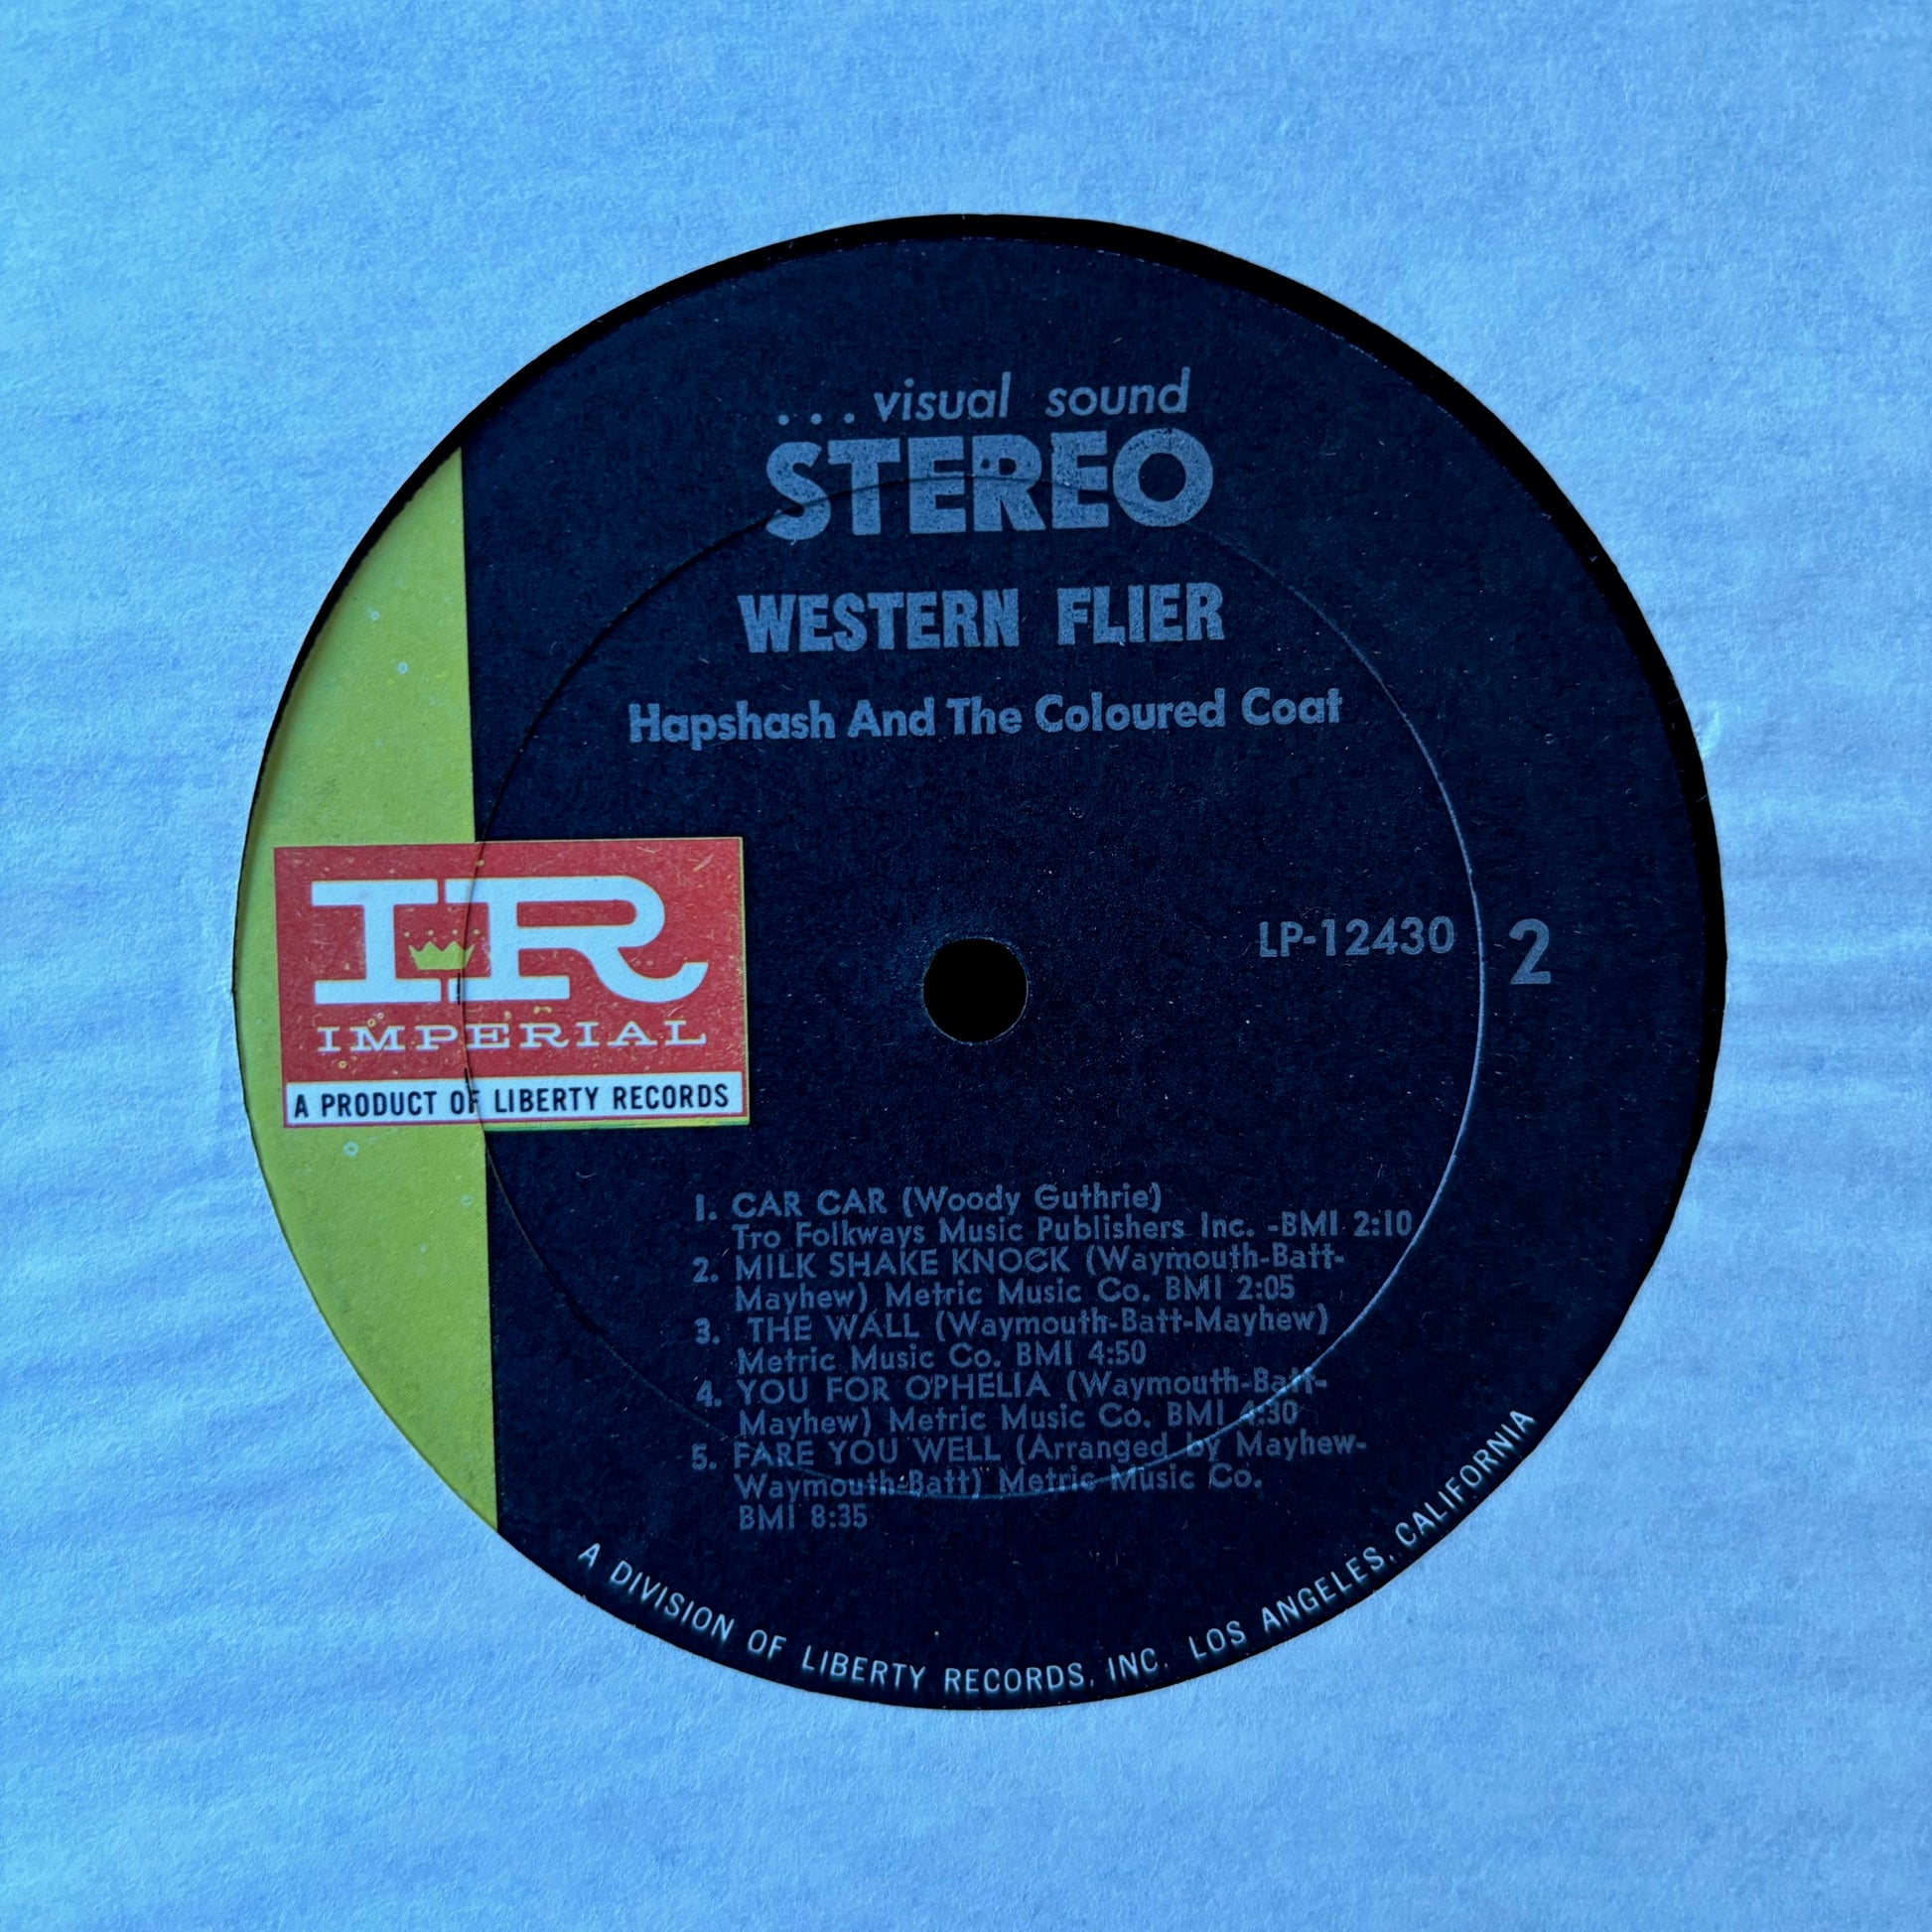 ...visual sound
STEREO
WESTERN FLIER
Hapshash And The Coloured Coat
IR
IMPERIAL
A PRODUCT OF LIBERTY RECORDS
LP-12430 2
1. CAR CAR (Woody Guthrie)
Tro Folkways Music Publishers Inc. -BMI 2:10
2. MILK SHAKE KNOCK (Waymouth-Batt-
Mayhew) Metric Music Co. BMI 2:05
3. THE WALL (Waymouth-Batt-Mayhew)
Metric Music Co. BMI 4:50
4. YOU FOR OPHELIA (Waymouth-Batt-
Mayhew) Metric Music Co. BMI 4:30
5. FARE YOU WELL (Arranged by Mayhew-
Waymouth-Batt) Metric Music Co.
BMI 8:35
A DIVISION OF LIBERTY RECORDS, INC. LOS ANGELES, CALIFORNIA